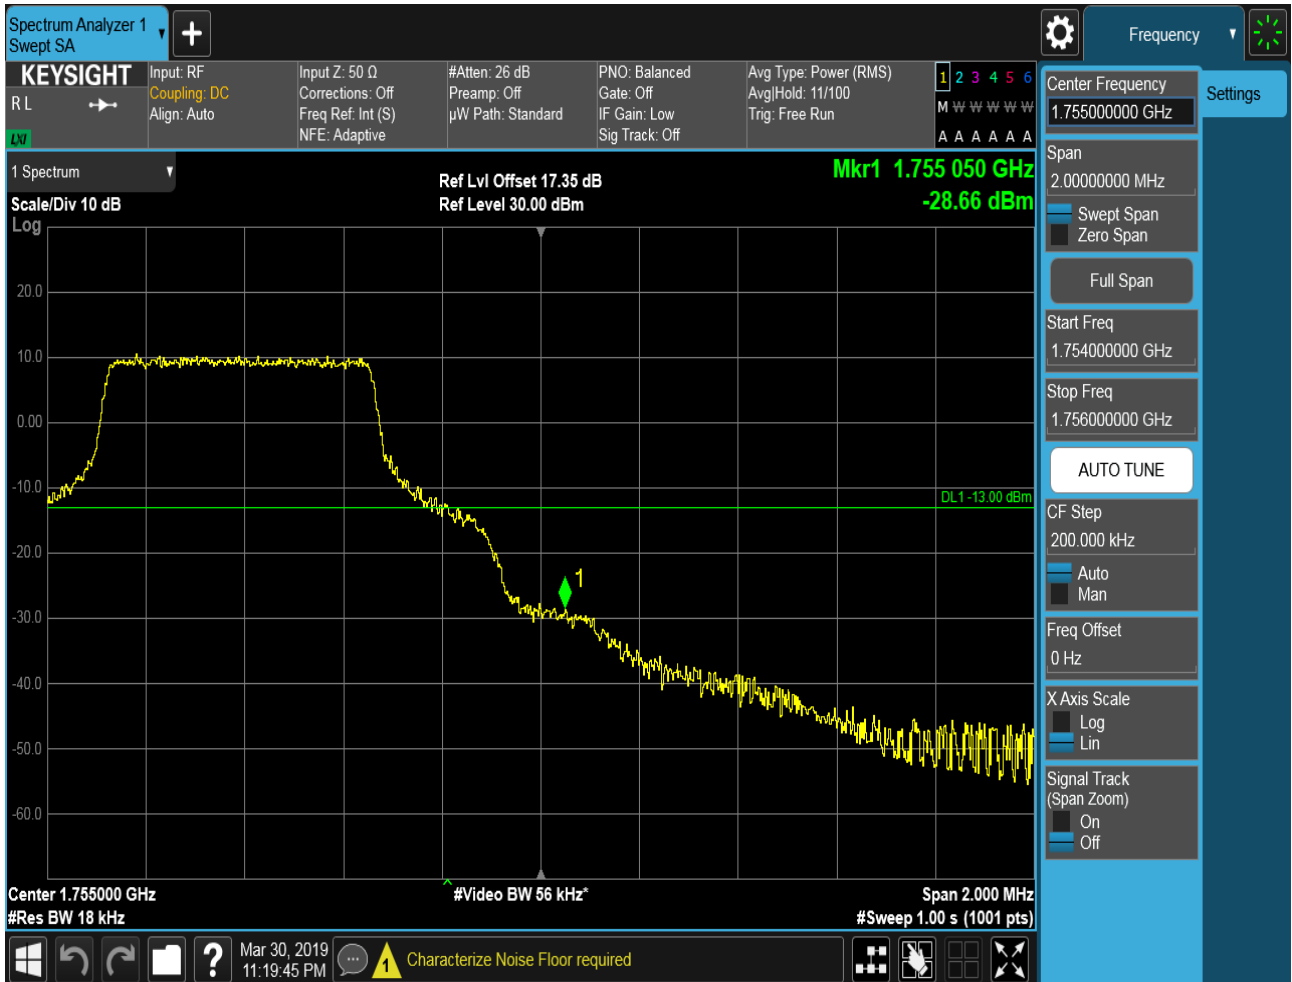 Spectrum Analyzer 1
Swept SA
Frequency
KEYSIGHT
R L
LXI
Input: RF
Coupling: DC
Align: Auto
Input Z: 50 Ω
Corrections: Off
Freq Ref: Int (S)
NFE: Adaptive
#Atten: 26 dB
Preamp: Off
µW Path: Standard
PNO: Balanced
Gate: Off
IF Gain: Low
Sig Track: Off
Avg Type: Power (RMS)
Avg|Hold: 11/100
Trig: Free Run
1 2 3 4 5 6
M W W W W W
A A A A A A
1 Spectrum
Scale/Div 10 dB
Log
Ref Lvl Offset 17.35 dB
Ref Level 30.00 dBm
Mkr1 1.755 050 GHz
-28.66 dBm
20.0
10.0
0.00
-10.0
-20.0
-30.0
-40.0
-50.0
-60.0
DL1 -13.00 dBm
1
Center 1.755000 GHz
#Res BW 18 kHz
#Video BW 56 kHz*
Span 2.000 MHz
#Sweep 1.00 s (1001 pts)
Center Frequency
1.755000000 GHz
Settings
Span
2.00000000 MHz
Swept Span
Zero Span
Full Span
Start Freq
1.754000000 GHz
Stop Freq
1.756000000 GHz
AUTO TUNE
CF Step
200.000 kHz
Auto
Man
Freq Offset
0 Hz
X Axis Scale
Log
Lin
Signal Track
(Span Zoom)
On
Off
?
Mar 30, 2019
11:19:45 PM
1
Characterize Noise Floor required